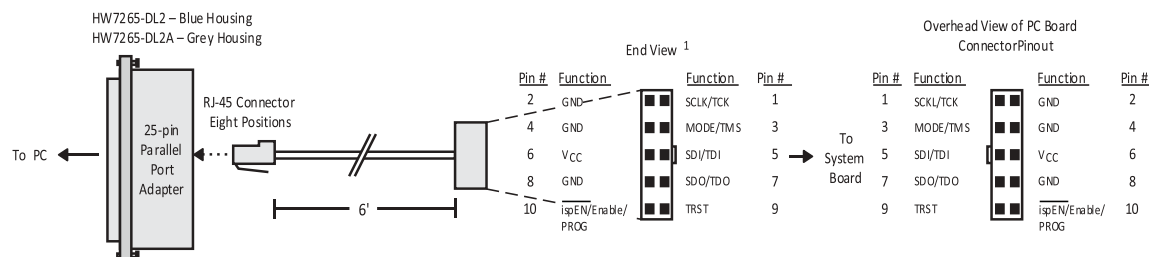 HW7265-DL2 – Blue Housing
HW7265-DL2A – Grey Housing
25-pin
Parallel
Port
Adapter
To PC
RJ-45 Connector
Eight Positions
6'
End View 1
Pin # Function Function Pin #
2 GND SCLK/TCK 1
4 GND MODE/TMS 3
6 VCC SDI/TDI 5
8 GND SDO/TDO 7
10 ispEN/Enable/ TRST 9
PROG
To
System
Board
Overhead View of PC Board
ConnectorPinout
Pin # Function Function Pin #
1 SCKL/TCK GND 2
3 MODE/TMS GND 4
5 SDI/TDI VCC 6
7 SDO/TDO GND 8
9 TRST ispEN/Enable/ 10
PROG